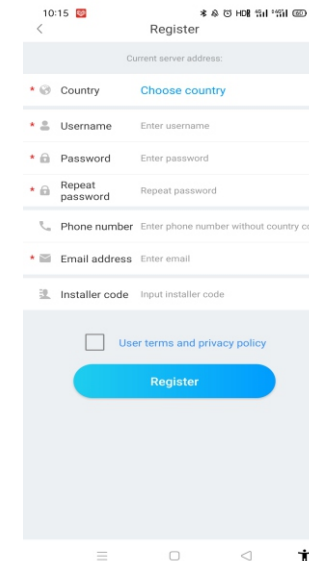 10:15
HD
Register
Current server address:
* Country Choose country
* Username Enter username
* Password Enter password
* Repeat password Repeat password
Phone number Enter phone number without country
* Email address Enter email
Installer code Input installer code
User terms and privacy policy
Register